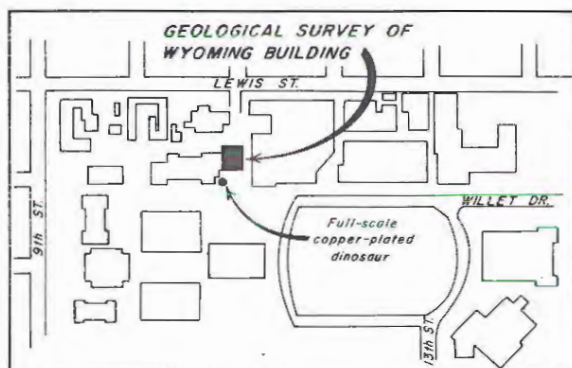 GEOLOGICAL SURVEY OF
WYOMING BUILDING
LEWIS ST.
WILLET DR.
9th ST.
Full-scale
copper-plated
dinosaur
13th ST.